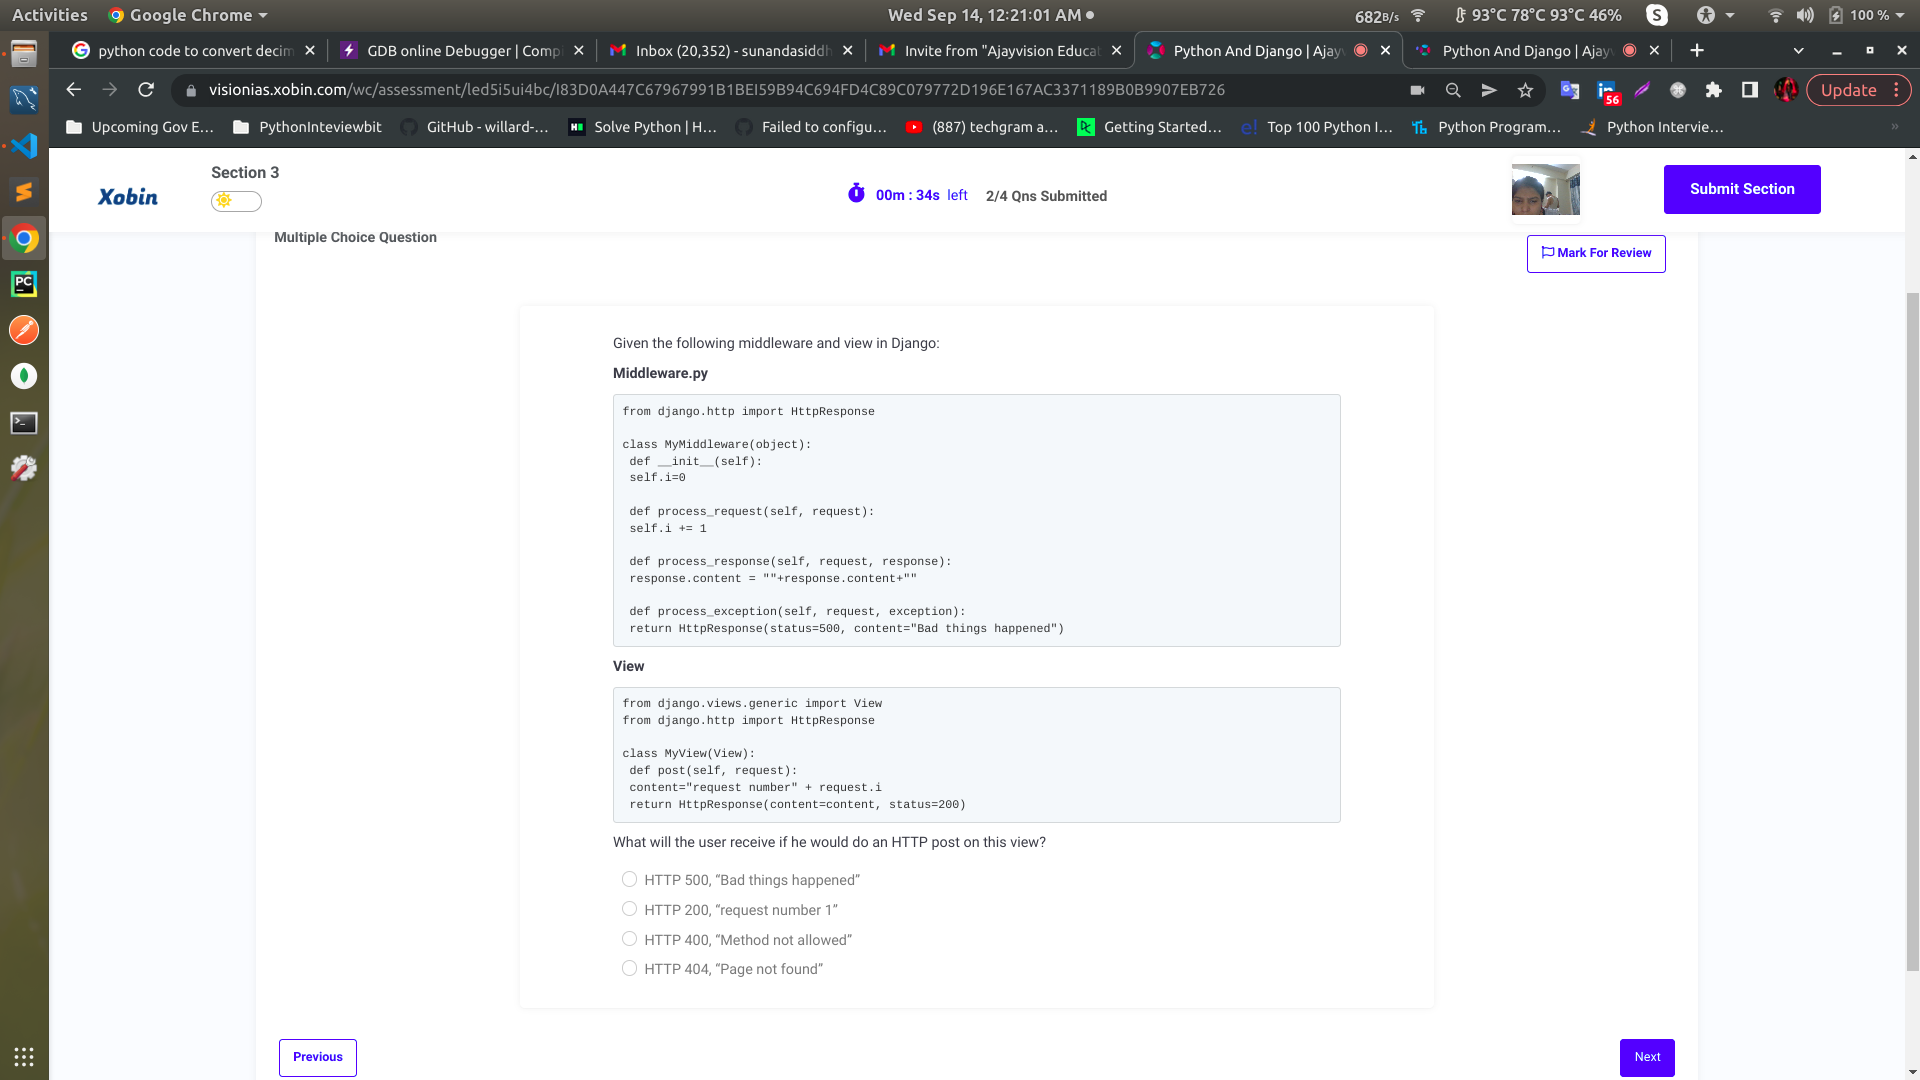 Activities
Google Chrome
Wed Sep 14, 12:21:01 AM
682B/s
93°C 78°C 93°C 46%
S
100 %
python code to convert decim
GDB online Debugger | Comp
Inbox (20,352) - sunandasiddh
Invite from "Ajayvision Educat
Python And Django | Ajay
Python And Django | Ajay
visionias.xobin.com/wc/assessment/led5i5ui4bc/I83D0A447C67967991B1BEI59B94C694FD4C89C079772D196E167AC3371189B0B9907EB726
56
Update
Upcoming Gov E...
PythonInteviewbit
GitHub - willard-...
Solve Python | H...
Failed to configu...
(887) techgram a...
Getting Started...
Top 100 Python I...
Python Program...
Python Intervie...
Xobin
Section 3
00m : 34s left
2/4 Qns Submitted
Submit Section
Multiple Choice Question
Mark For Review
Given the following middleware and view in Django:
Middleware.py
from django.http import HttpResponse
class MyMiddleware(object):
def __init__(self):
self.i=0
def process_request(self, request):
self.i += 1
def process_response(self, request, response):
response.content = ""+response.content+""
def process_exception(self, request, exception):
return HttpResponse(status=500, content="Bad things happened")
View
from django.views.generic import View
from django.http import HttpResponse
class MyView(View):
def post(self, request):
content="request number" + request.i
return HttpResponse(content=content, status=200)
What will the user receive if he would do an HTTP post on this view?
HTTP 500, “Bad things happened”
HTTP 200, “request number 1”
HTTP 400, “Method not allowed”
HTTP 404, “Page not found”
Previous
Next